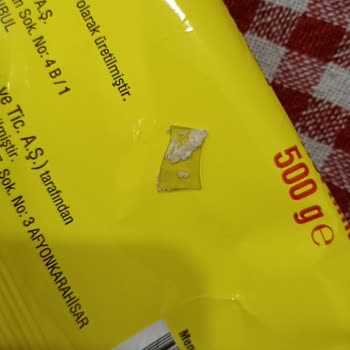 A.Ş.
Sok. No: 4 B / 1
BUL
olarak üretilmiştir.
ve Tic. A.Ş.) tarafından
Sok. No: 3 AFYONKARAHİSAR
500 g e